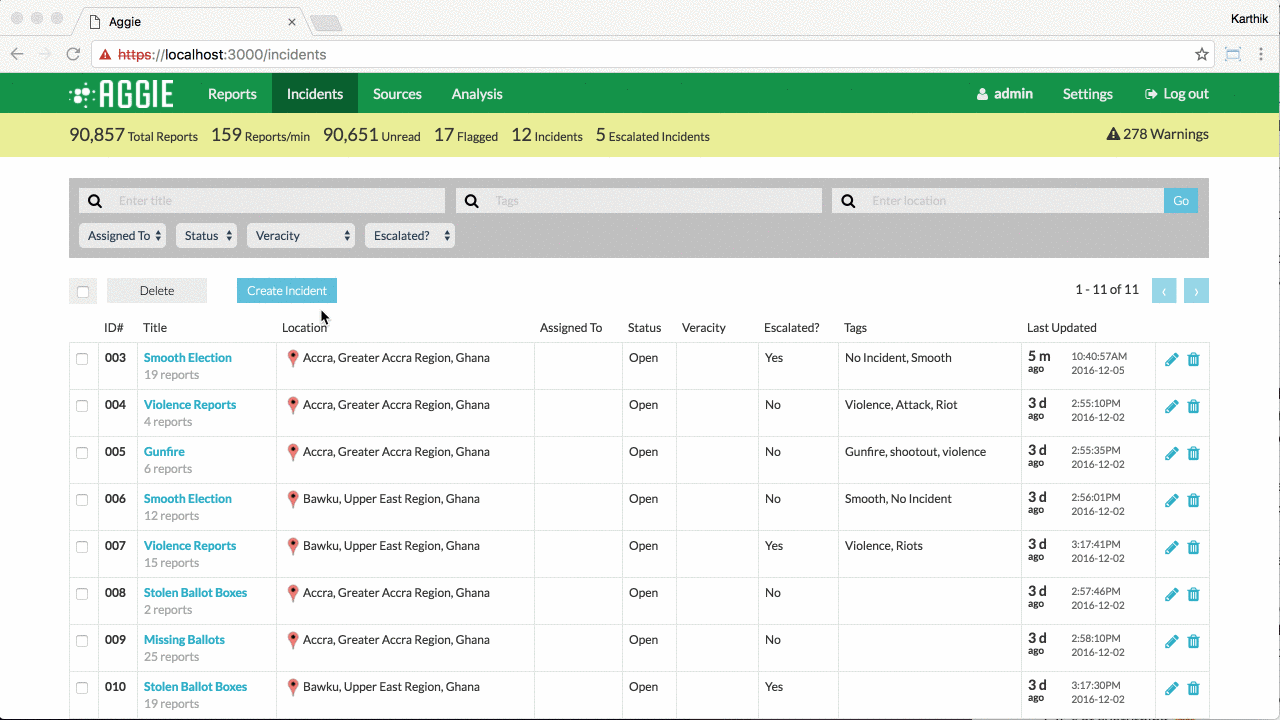 Aggie
Karthik
https://localhost:3000/incidents
AGGIE Reports Incidents Sources Analysis admin Settings Log out
90,857 Total Reports 159 Reports/min 90,651 Unread 17 Flagged 12 Incidents 5 Escalated Incidents 278 Warnings
Enter title Tags Enter location Go
Assigned To Status Veracity Escalated?
Delete Create Incident 1 - 11 of 11
ID# Title Location Assigned To Status Veracity Escalated? Tags Last Updated
003 Smooth Election Accra, Greater Accra Region, Ghana Open Yes No Incident, Smooth 5 m 10:40:57AM
19 reports ago 2016-12-05
004 Violence Reports Accra, Greater Accra Region, Ghana Open No Violence, Attack, Riot 3 d 2:55:10PM
4 reports ago 2016-12-02
005 Gunfire Accra, Greater Accra Region, Ghana Open No Gunfire, shootout, violence 3 d 2:55:35PM
6 reports ago 2016-12-02
006 Smooth Election Bawku, Upper East Region, Ghana Open No Smooth, No Incident 3 d 2:56:01PM
12 reports ago 2016-12-02
007 Violence Reports Bawku, Upper East Region, Ghana Open Yes Violence, Riots 3 d 3:17:41PM
15 reports ago 2016-12-02
008 Stolen Ballot Boxes Accra, Greater Accra Region, Ghana Open No 3 d 2:57:46PM
2 reports ago 2016-12-02
009 Missing Ballots Accra, Greater Accra Region, Ghana Open No 3 d 2:58:10PM
25 reports ago 2016-12-02
010 Stolen Ballot Boxes Bawku, Upper East Region, Ghana Open Yes 3 d 3:17:30PM
19 reports ago 2016-12-02